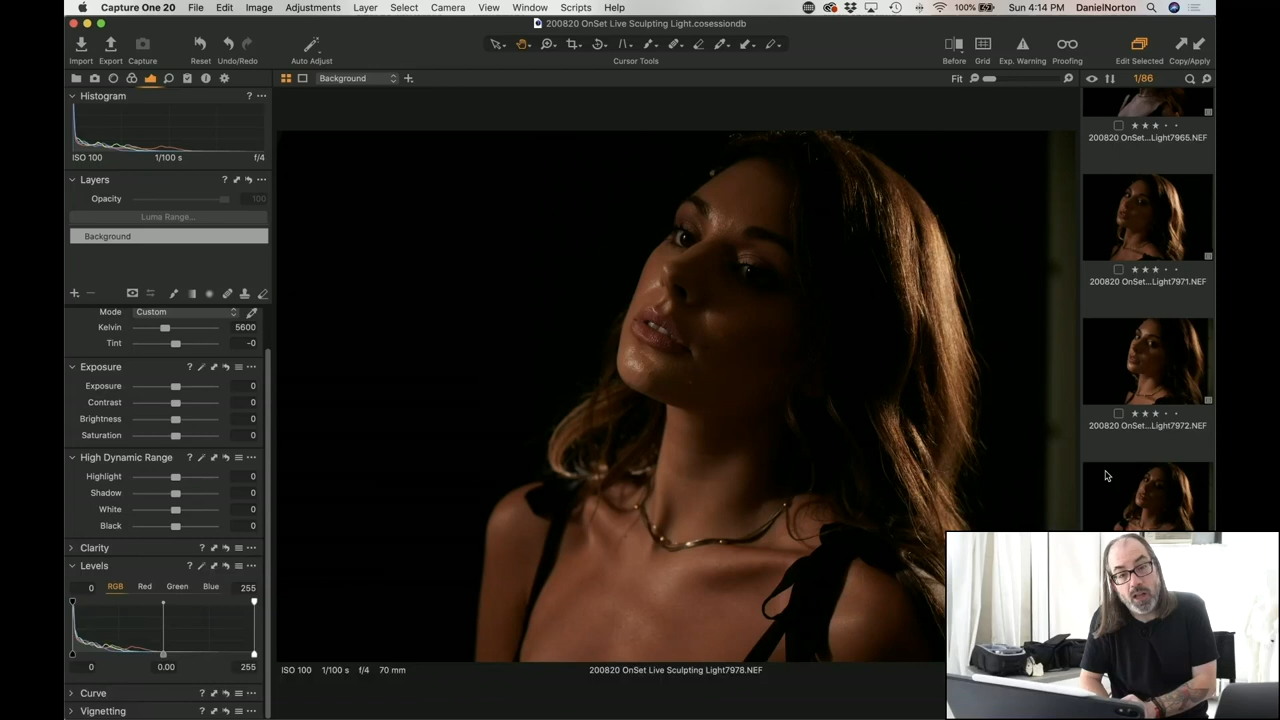 Capture One 20 File Edit Image Adjustments Layer Select Camera View Window Scripts Help 100% Sun 4:14 PM DanielNorton
200820 OnSet Live Sculpting Light.cosessiondb
Import Export Capture Reset Undo/Redo Auto Adjust Cursor Tools Before Grid Exp. Warning Proofing Edit Selected Copy/Apply
Background Fit 1/86
Histogram ? ...
ISO 100 1/100 s f/4
Layers ? ...
Opacity 100
Luma Range...
Background
Mode Custom
Kelvin 5600
Tint -0
Exposure ? ...
Exposure 0
Contrast 0
Brightness 0
Saturation 0
High Dynamic Range ? ...
Highlight 0
Shadow 0
White 0
Black 0
Clarity ? ...
Levels ? ...
0 RGB Red Green Blue 255
0 0.00 255
Curve ? ...
Vignetting ? ...
ISO 100 1/100 s f/4 70 mm 200820 OnSet Live Sculpting Light7978.NEF
200820 OnSet...Light7965.NEF
200820 OnSet...Light7971.NEF
200820 OnSet...Light7972.NEF